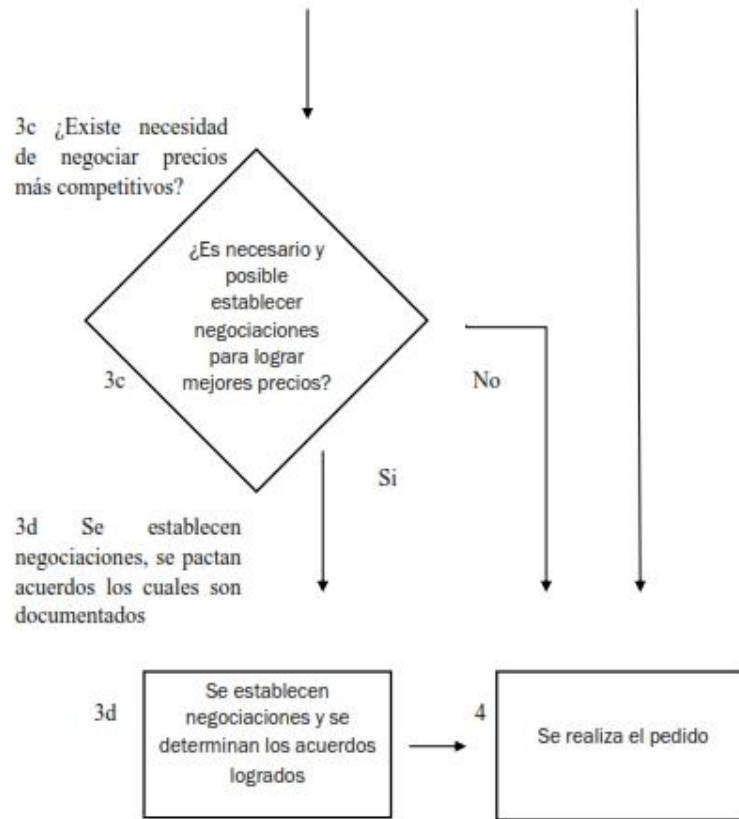 3c ¿Existe necesidad
de negociar precios
más competitivos?
¿Es necesario y
posible
establecer
negociaciones
para lograr
mejores precios?
3c
No
Si
3d Se establecen
negociaciones, se pactan
acuerdos los cuales son
documentados
3d
Se establecen
negociaciones y se
determinan los acuerdos
logrados
4
Se realiza el pedido